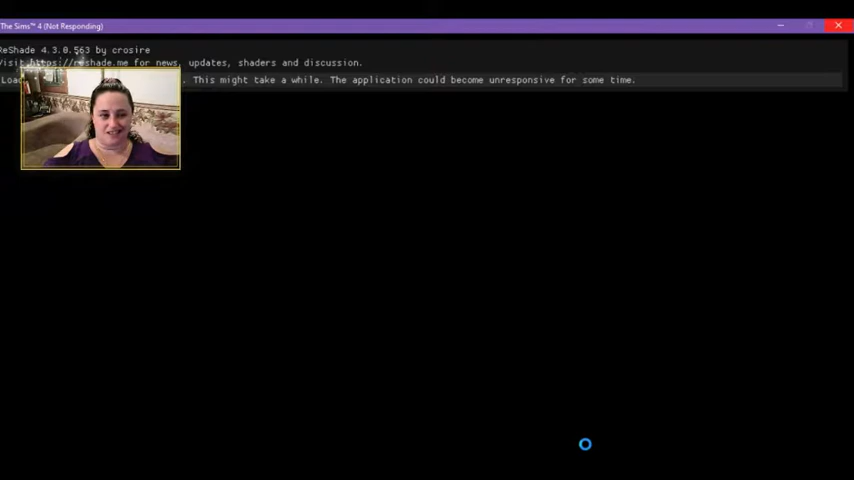 The Sims™ 4 (Not Responding)
ReShade 4.3.0.563 by crosire
Visit https://reshade.me for news, updates, shaders and discussion.
. This might take a while. The application could become unresponsive for some time.